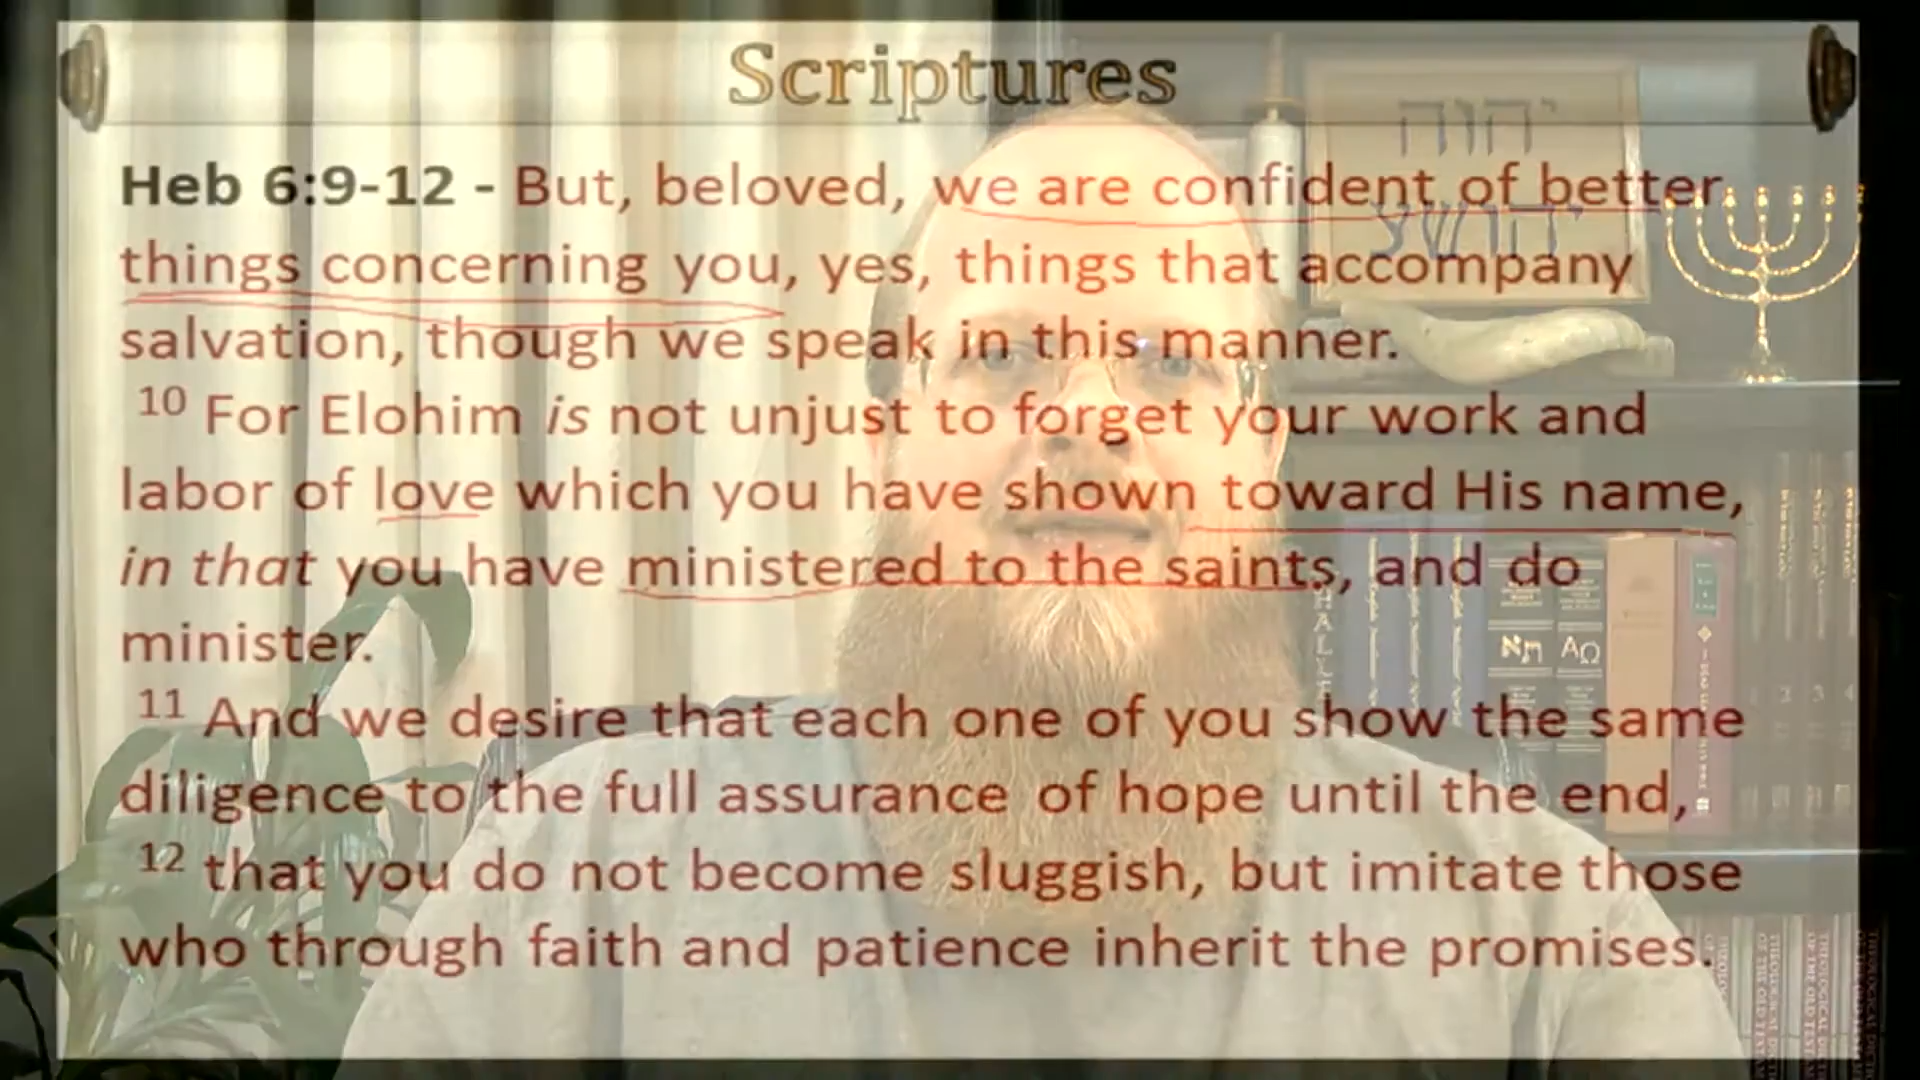 Scriptures
יהוה
Heb 6:9-12 - But, beloved, we are confident of better
יהושע
things concerning you, yes, things that accompany
salvation, though we speak in this manner.
10 For Elohim is not unjust to forget your work and
labor of love which you have shown toward His name,
in that you have ministered to the saints, and do
minister.
את ΑΩ
11 And we desire that each one of you show the same
diligence to the full assurance of hope until the end,
12 that you do not become sluggish, but imitate those
who through faith and patience inherit the promises.